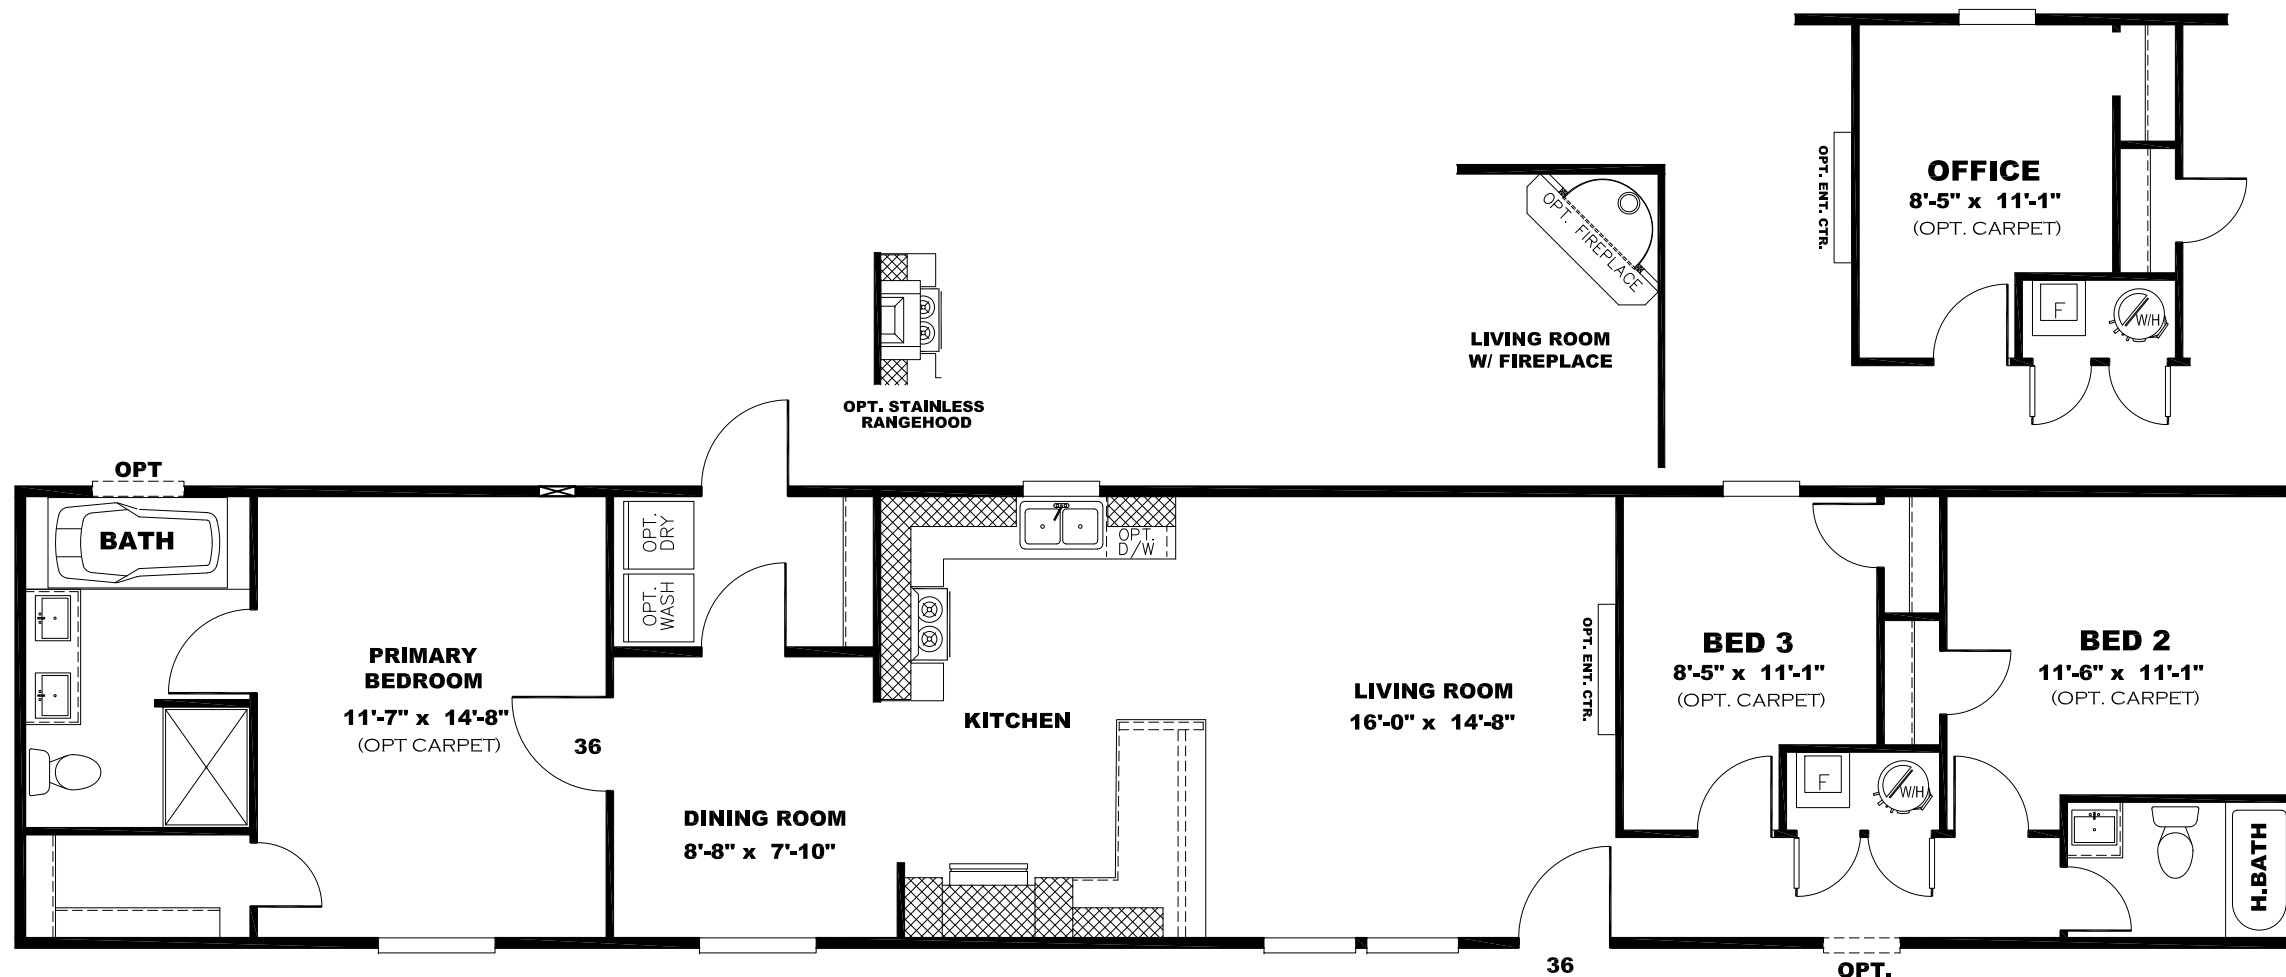 OPT. ENT. CTR.
OFFICE
8'-5" x 11'-1"
(OPT. CARPET)
F
W/H
OPT. FIREPLACE
LIVING ROOM
W/ FIREPLACE
OPT. STAINLESS
RANGEHOOD
OPT
BATH
PRIMARY
BEDROOM
11'-7" x 14'-8"
(OPT CARPET)
36
OPT.
DRY
OPT.
WASH
DINING ROOM
8'-8" x 7'-10"
KITCHEN
OPT.
D/W
LIVING ROOM
16'-0" x 14'-8"
OPT. ENT. CTR.
BED 3
8'-5" x 11'-1"
(OPT. CARPET)
F
W/H
BED 2
11'-6" x 11'-1"
(OPT. CARPET)
H.BATH
36
OPT.